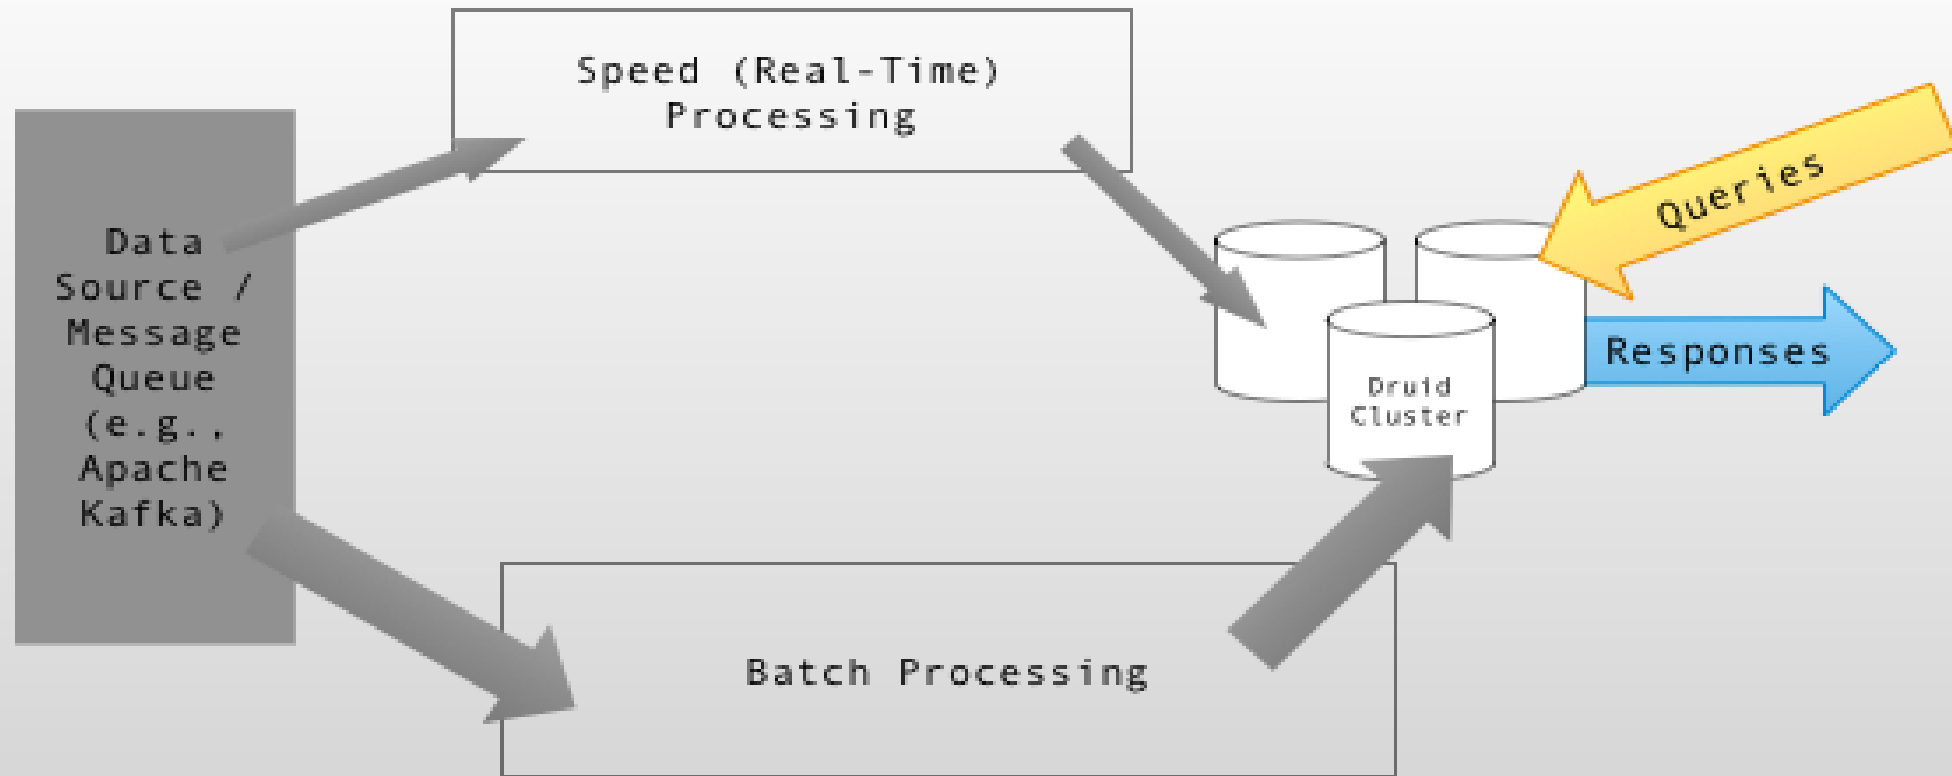 Speed (Real-Time)
Processing
Data
Source /
Message
Queue
(e.g.,
Apache
Kafka)
Queries
Responses
Druid
Cluster
Batch Processing